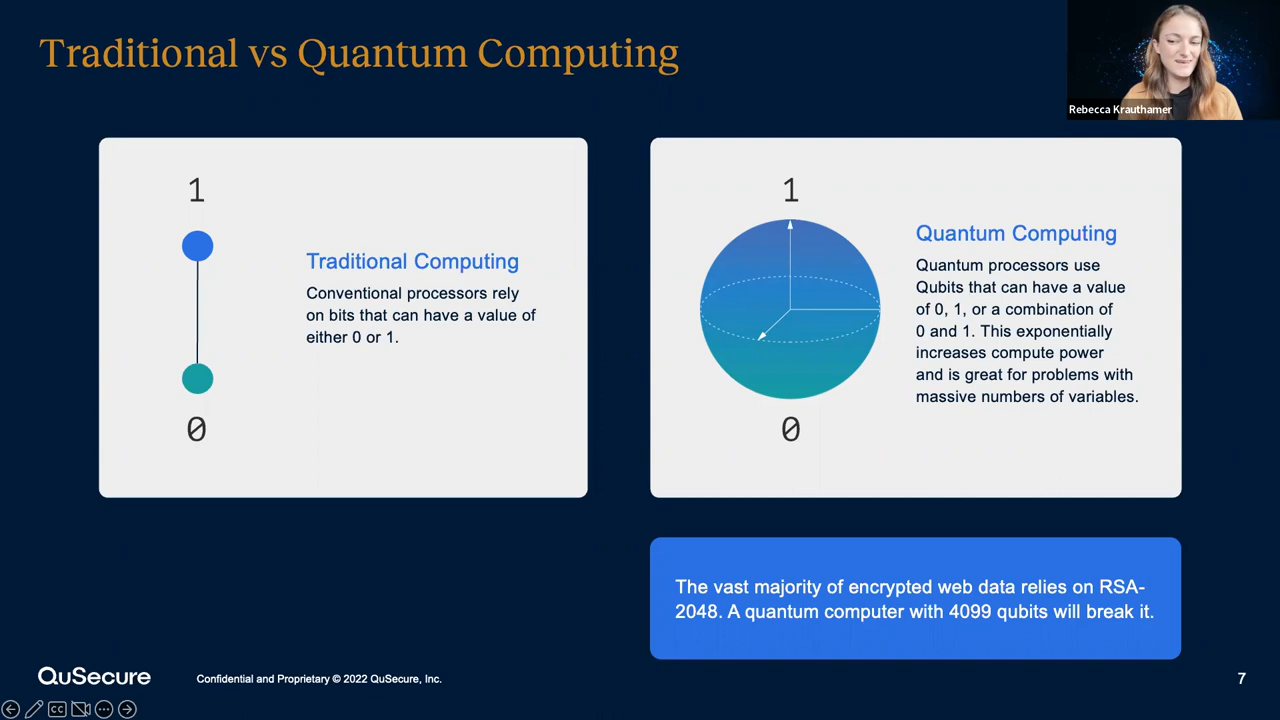 Traditional vs Quantum Computing
Rebecca Krauthamer
1
0
Traditional Computing
Conventional processors rely
on bits that can have a value of
either 0 or 1.
1
0
Quantum Computing
Quantum processors use
Qubits that can have a value
of 0, 1, or a combination of
0 and 1. This exponentially
increases compute power
and is great for problems with
massive numbers of variables.
The vast majority of encrypted web data relies on RSA-
2048. A quantum computer with 4099 qubits will break it.
QuSecure
Confidential and Proprietary © 2022 QuSecure, Inc.
7
CC